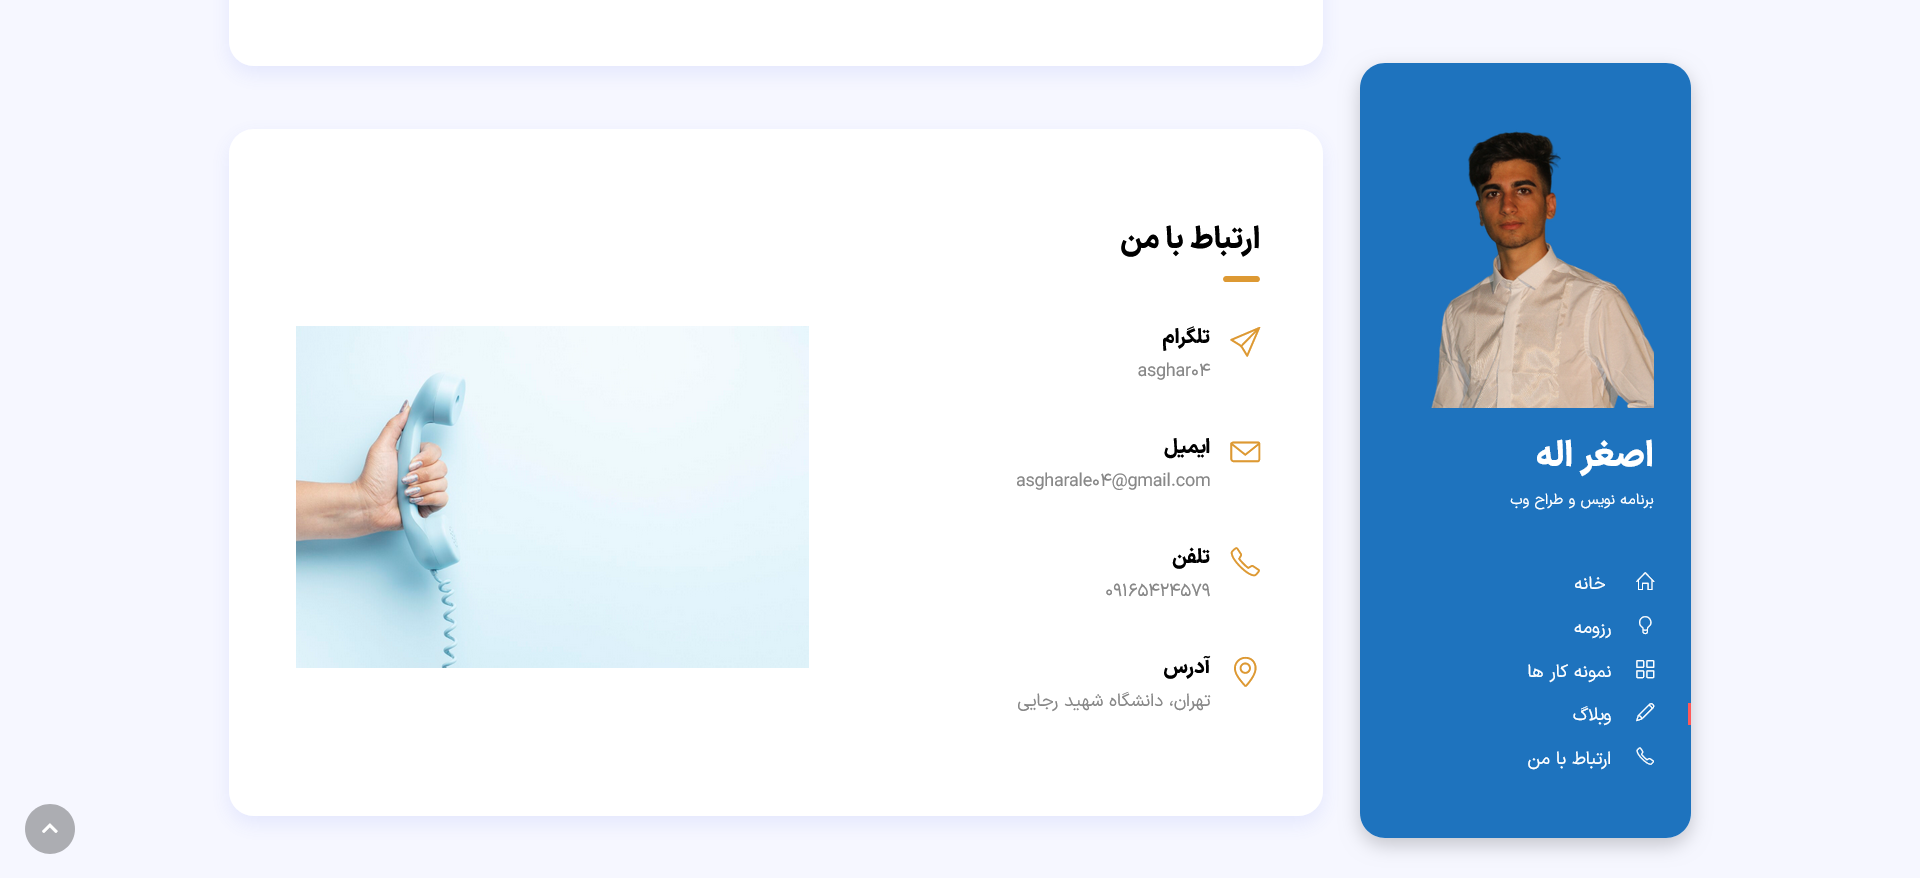 ارتباط با من
تلگرام
asghar۰۴
ایمیل
asgharale۰۴@gmail.com
تلفن
۰۹۱۶۵۴۲۴۵۷۹
آدرس
تهران، دانشگاه شهید رجایی
اصغر اله
برنامه نویس و طراح وب
خانه
رزومه
نمونه کار ها
وبلاگ
ارتباط با من